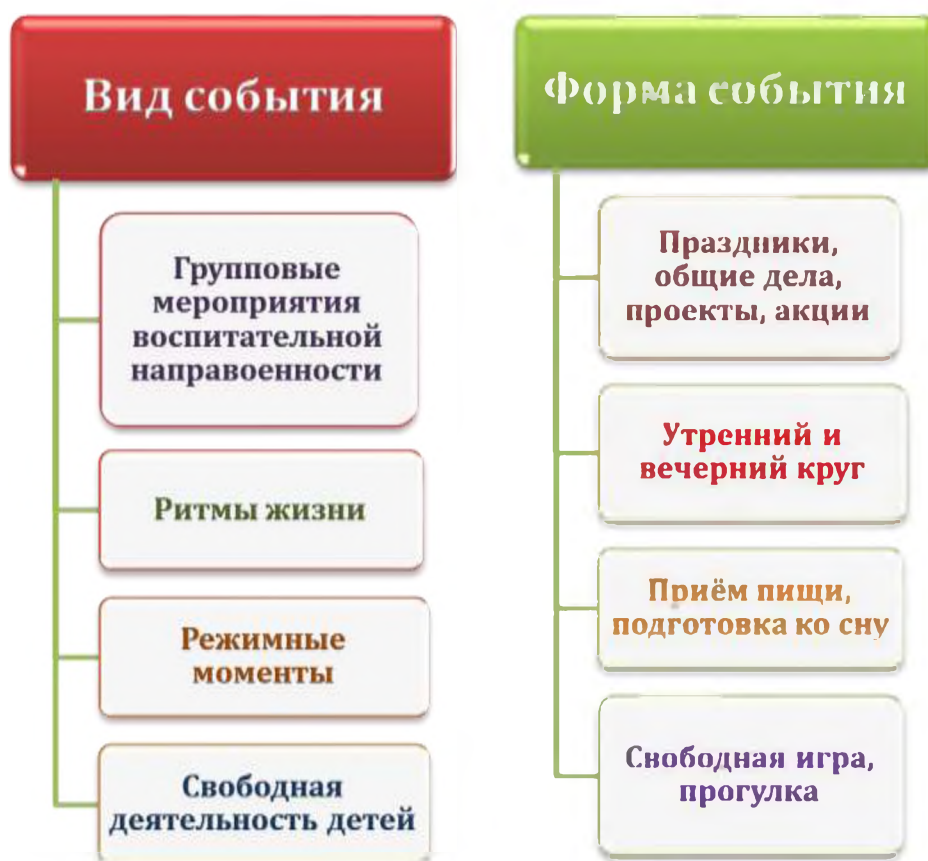 Вид события
Групповые
мероприятия
воспитательной
направоенности
Ритмы жизни
Режимные
моменты
Свободная
деятельность детей
Форма события
Праздники,
общие дела,
проекты, акции
Утренний и
вечерний круг
Приём пищи,
подготовка ко сну
Свободная игра,
прогулка